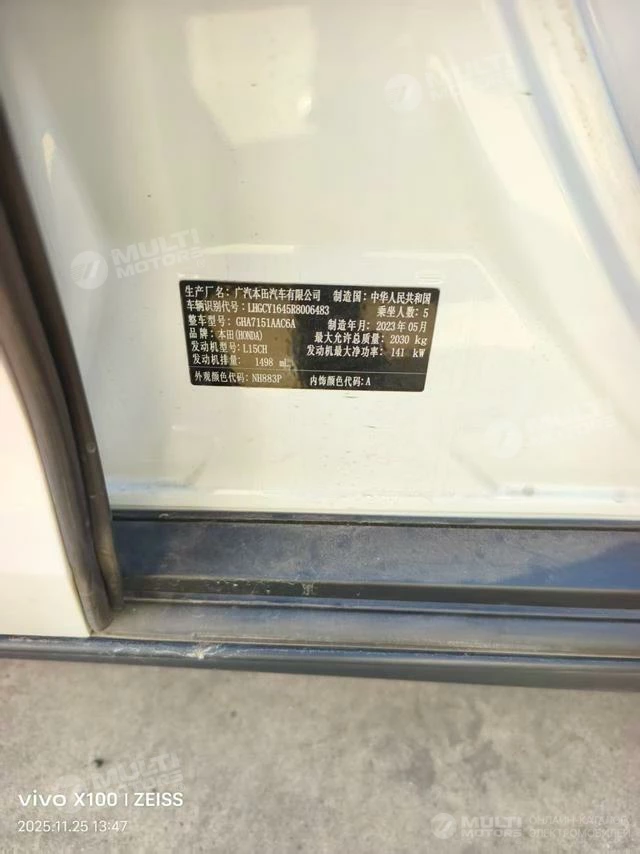 生产厂名：广汽本田汽车有限公司 制造国：中华人民共和国
车辆识别代号：LHGCY1645R8006483 乘坐人数：5
整车型号：GHA7151AAC6A 制造年月：2023年05月
品牌：本田(HONDA) 最大允许总质量：2030 kg
发动机型号：L15CH 发动机最大净功率：141 kW
发动机排量：1498 mL
外观颜色代码：NH883P 内饰颜色代码：A
MULTI MOTORS
vivo X100 | ZEISS
2025.11.25 13:47
MULTI MOTORS